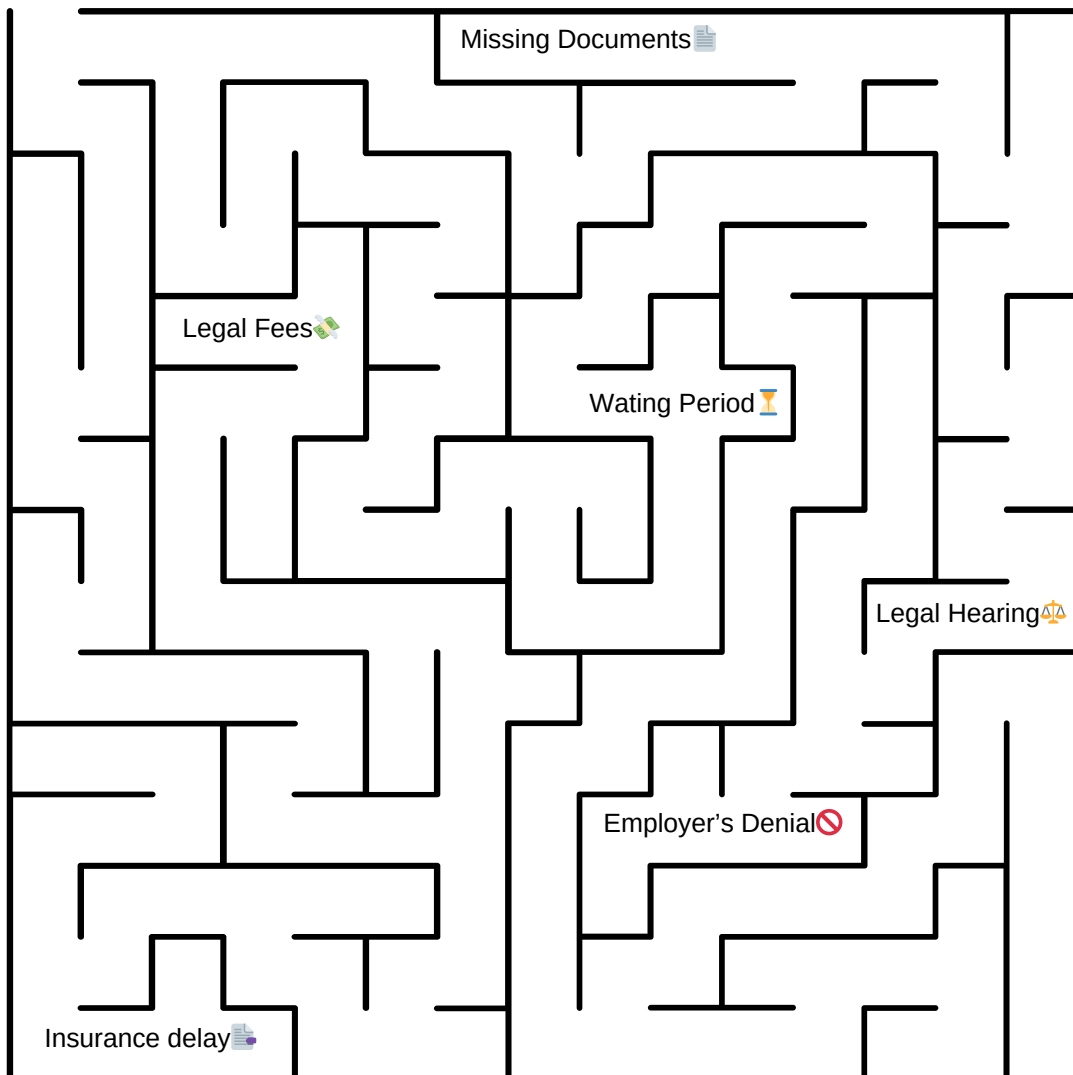 Missing Documents📄
Legal Fees💸
Wating Period⏳
Legal Hearing⚖️
Employer’s Denial🚫
Insurance delay📄